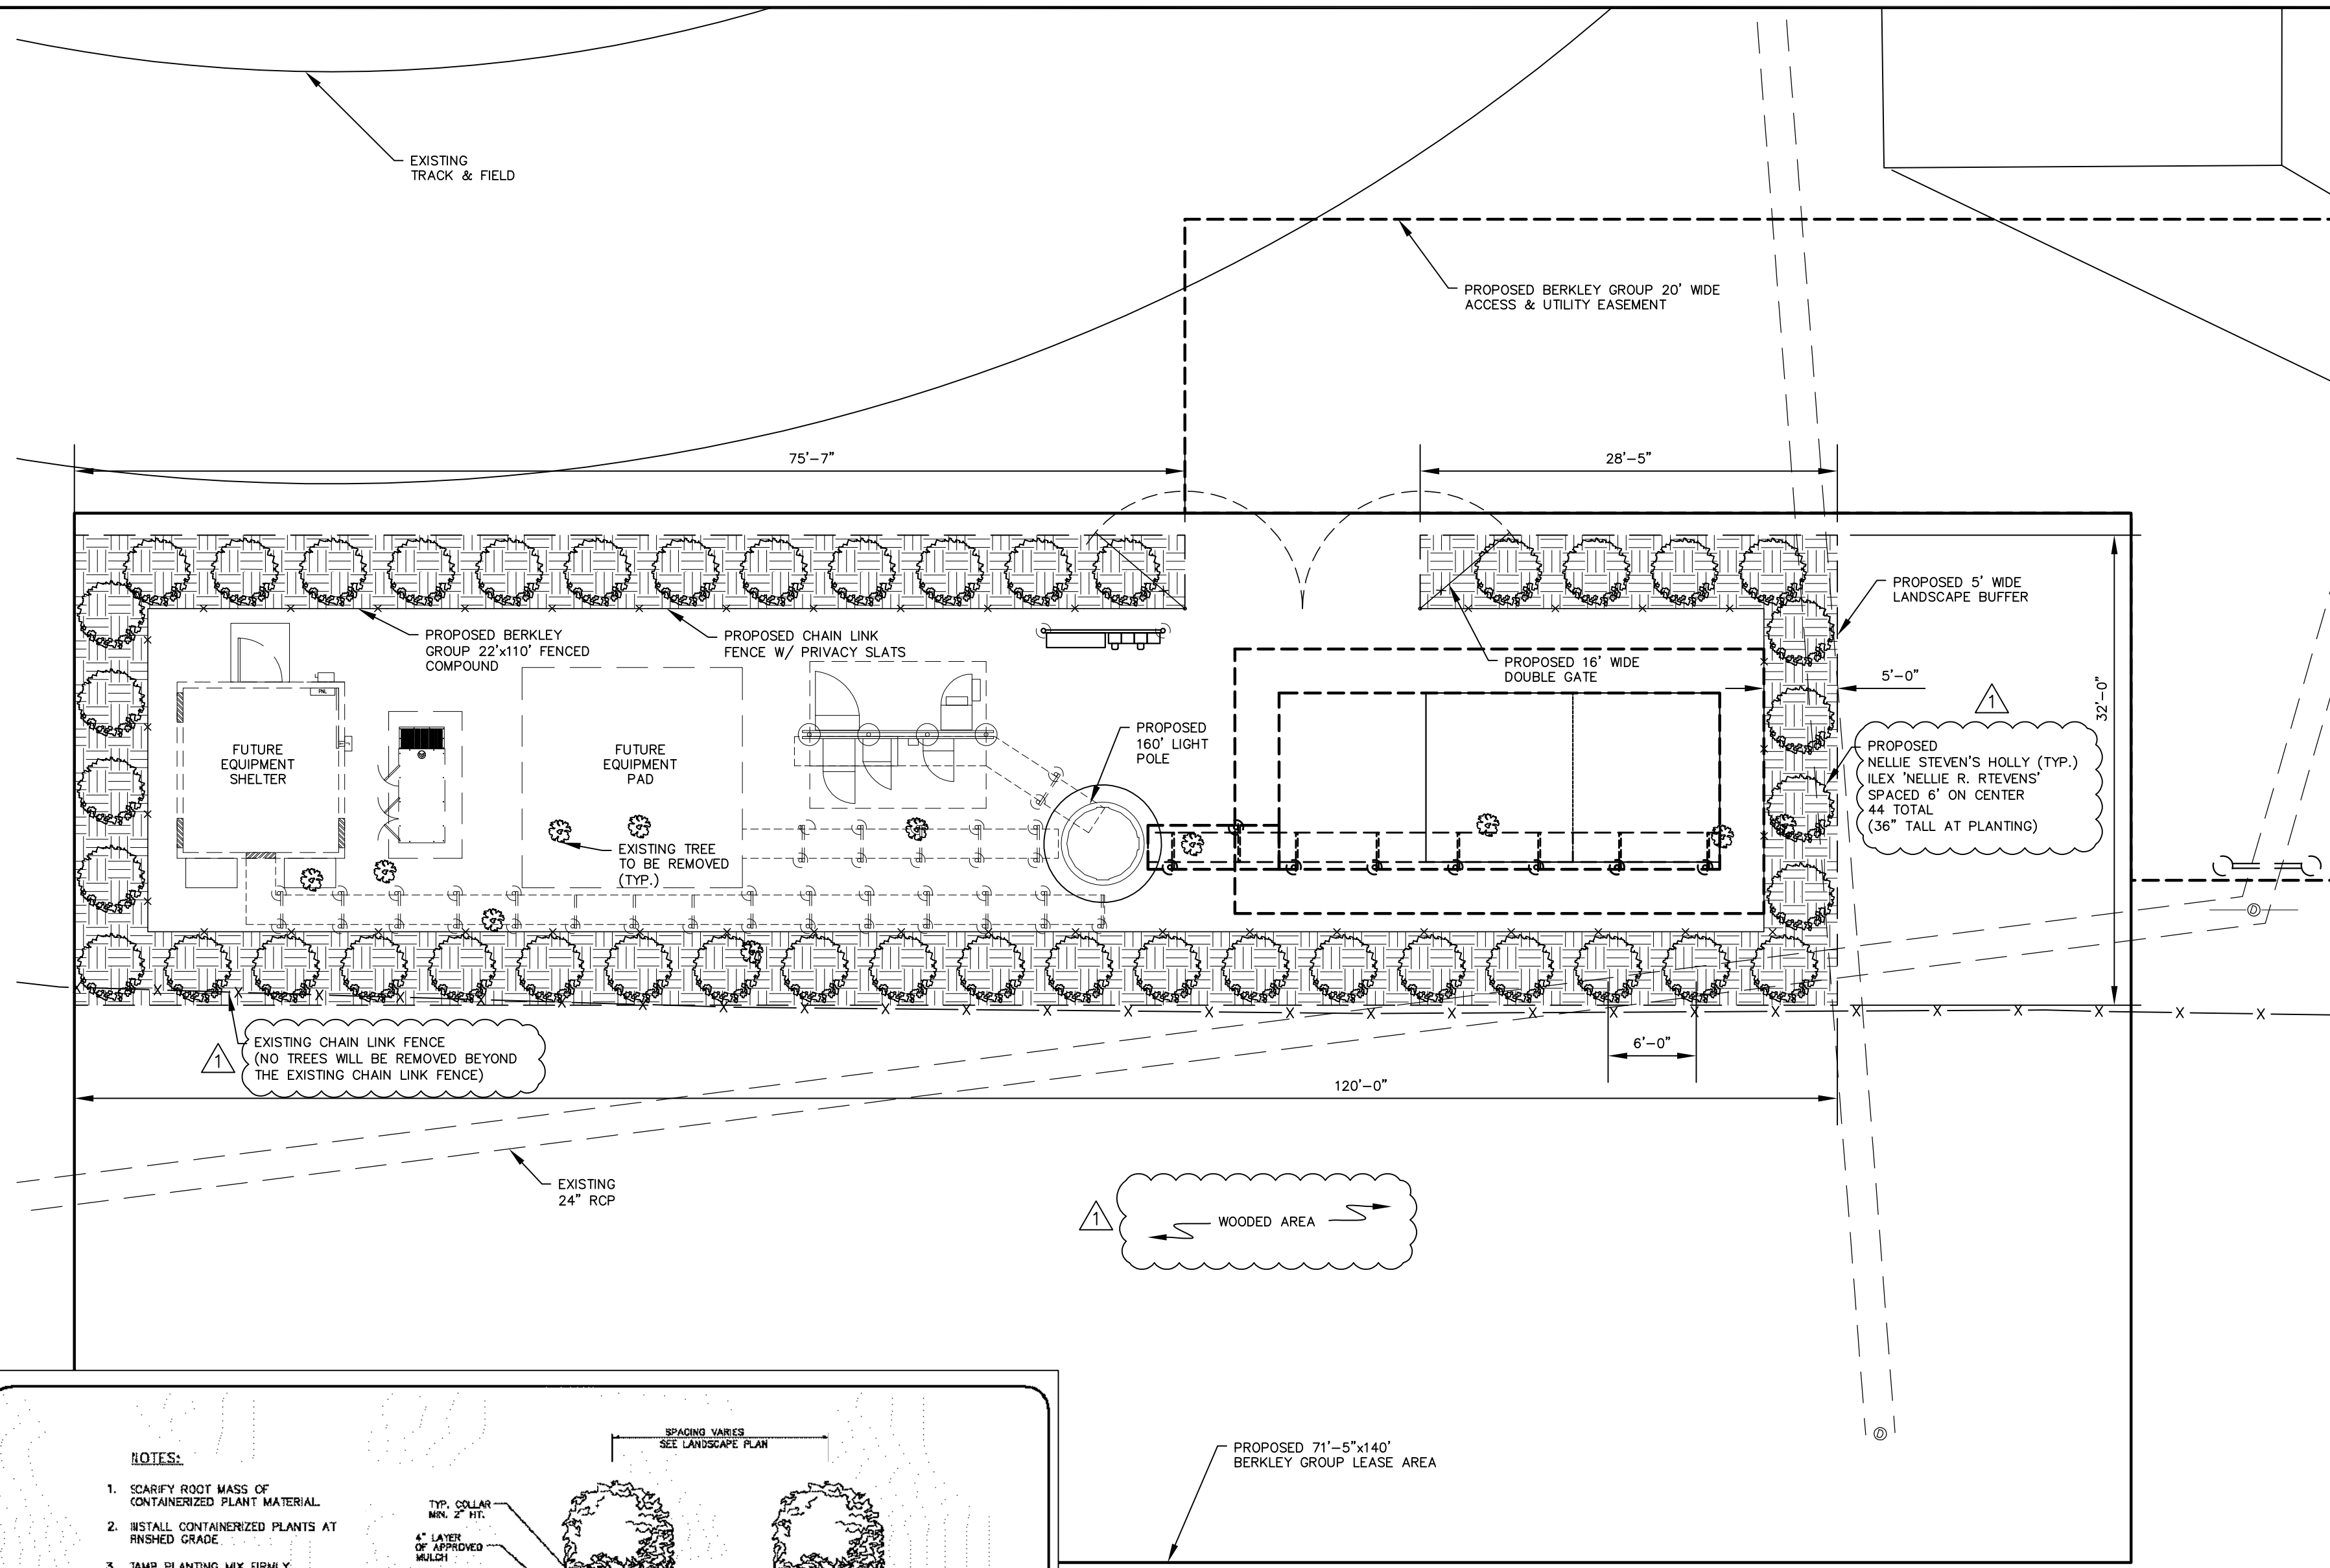 EXISTING
TRACK & FIELD
PROPOSED BERKLEY GROUP 20' WIDE
ACCESS & UTILITY EASEMENT
75'-7"
28'-5"
PROPOSED 5' WIDE
LANDSCAPE BUFFER
PROPOSED BERKLEY
GROUP 22'x110' FENCED
COMPOUND
PROPOSED CHAIN LINK
FENCE W/ PRIVACY SLATS
PROPOSED 16' WIDE
DOUBLE GATE
5'-0"
32'-0"
PNL
1
FUTURE
EQUIPMENT
SHELTER
FUTURE
EQUIPMENT
PAD
PROPOSED
160' LIGHT
POLE
PROPOSED
NELLIE STEVEN'S HOLLY (TYP.)
ILEX 'NELLIE R. RTEVENS'
SPACED 6' ON CENTER
44 TOTAL
(36" TALL AT PLANTING)
EXISTING TREE
TO BE REMOVED
(TYP.)
D
1
EXISTING CHAIN LINK FENCE
(NO TREES WILL BE REMOVED BEYOND
THE EXISTING CHAIN LINK FENCE)
6'-0"
120'-0"
EXISTING
24" RCP
1
WOODED AREA
D
PROPOSED 71'-5"x140'
BERKLEY GROUP LEASE AREA
SPACING VARIES
SEE LANDSCAPE PLAN
NOTES:
1. SCARIFY ROOT MASS OF
CONTAINERIZED PLANT MATERIAL.
2. INSTALL CONTAINERIZED PLANTS AT
FINSHED GRADE
3. TAMP PLANTING MIX FIRMLY
TYP. COLLAR
MIN. 2" HT.
4" LAYER
OF APPROVED
MULCH